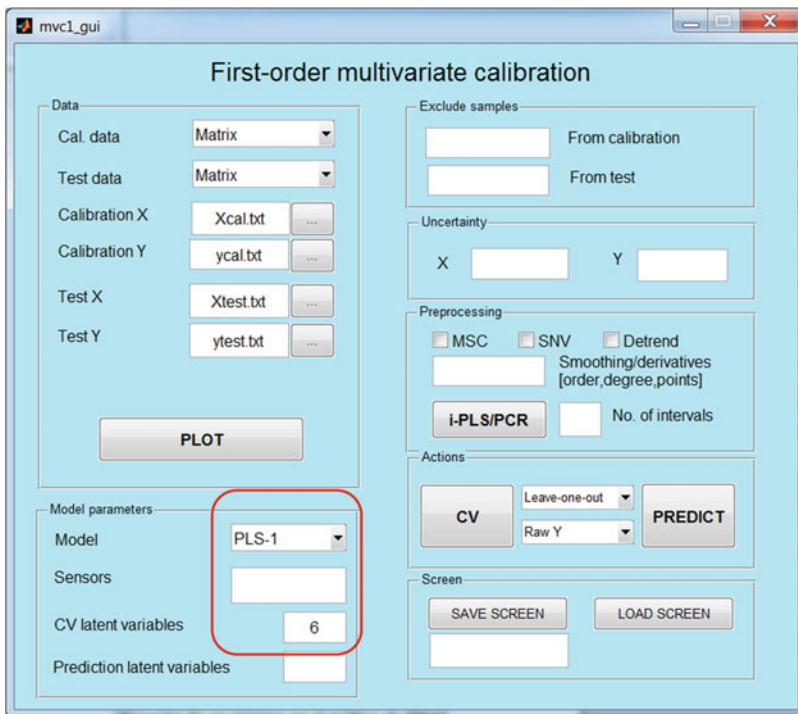 mvc1_gui
First-order multivariate calibration
Data
Cal. data Matrix
Test data Matrix
Calibration X Xcal.txt ...
Calibration Y ycal.txt ...
Test X Xtest.txt ...
Test Y ytest.txt ...
PLOT
Model parameters
Model PLS-1
Sensors
CV latent variables 6
Prediction latent variables
Exclude samples
From calibration
From test
Uncertainty
X Y
Preprocessing
MSC SNV Detrend
Smoothing/derivatives
[order,degree,points]
i-PLS/PCR No. of intervals
Actions
CV Leave-one-out PREDICT
Raw Y
Screen
SAVE SCREEN LOAD SCREEN